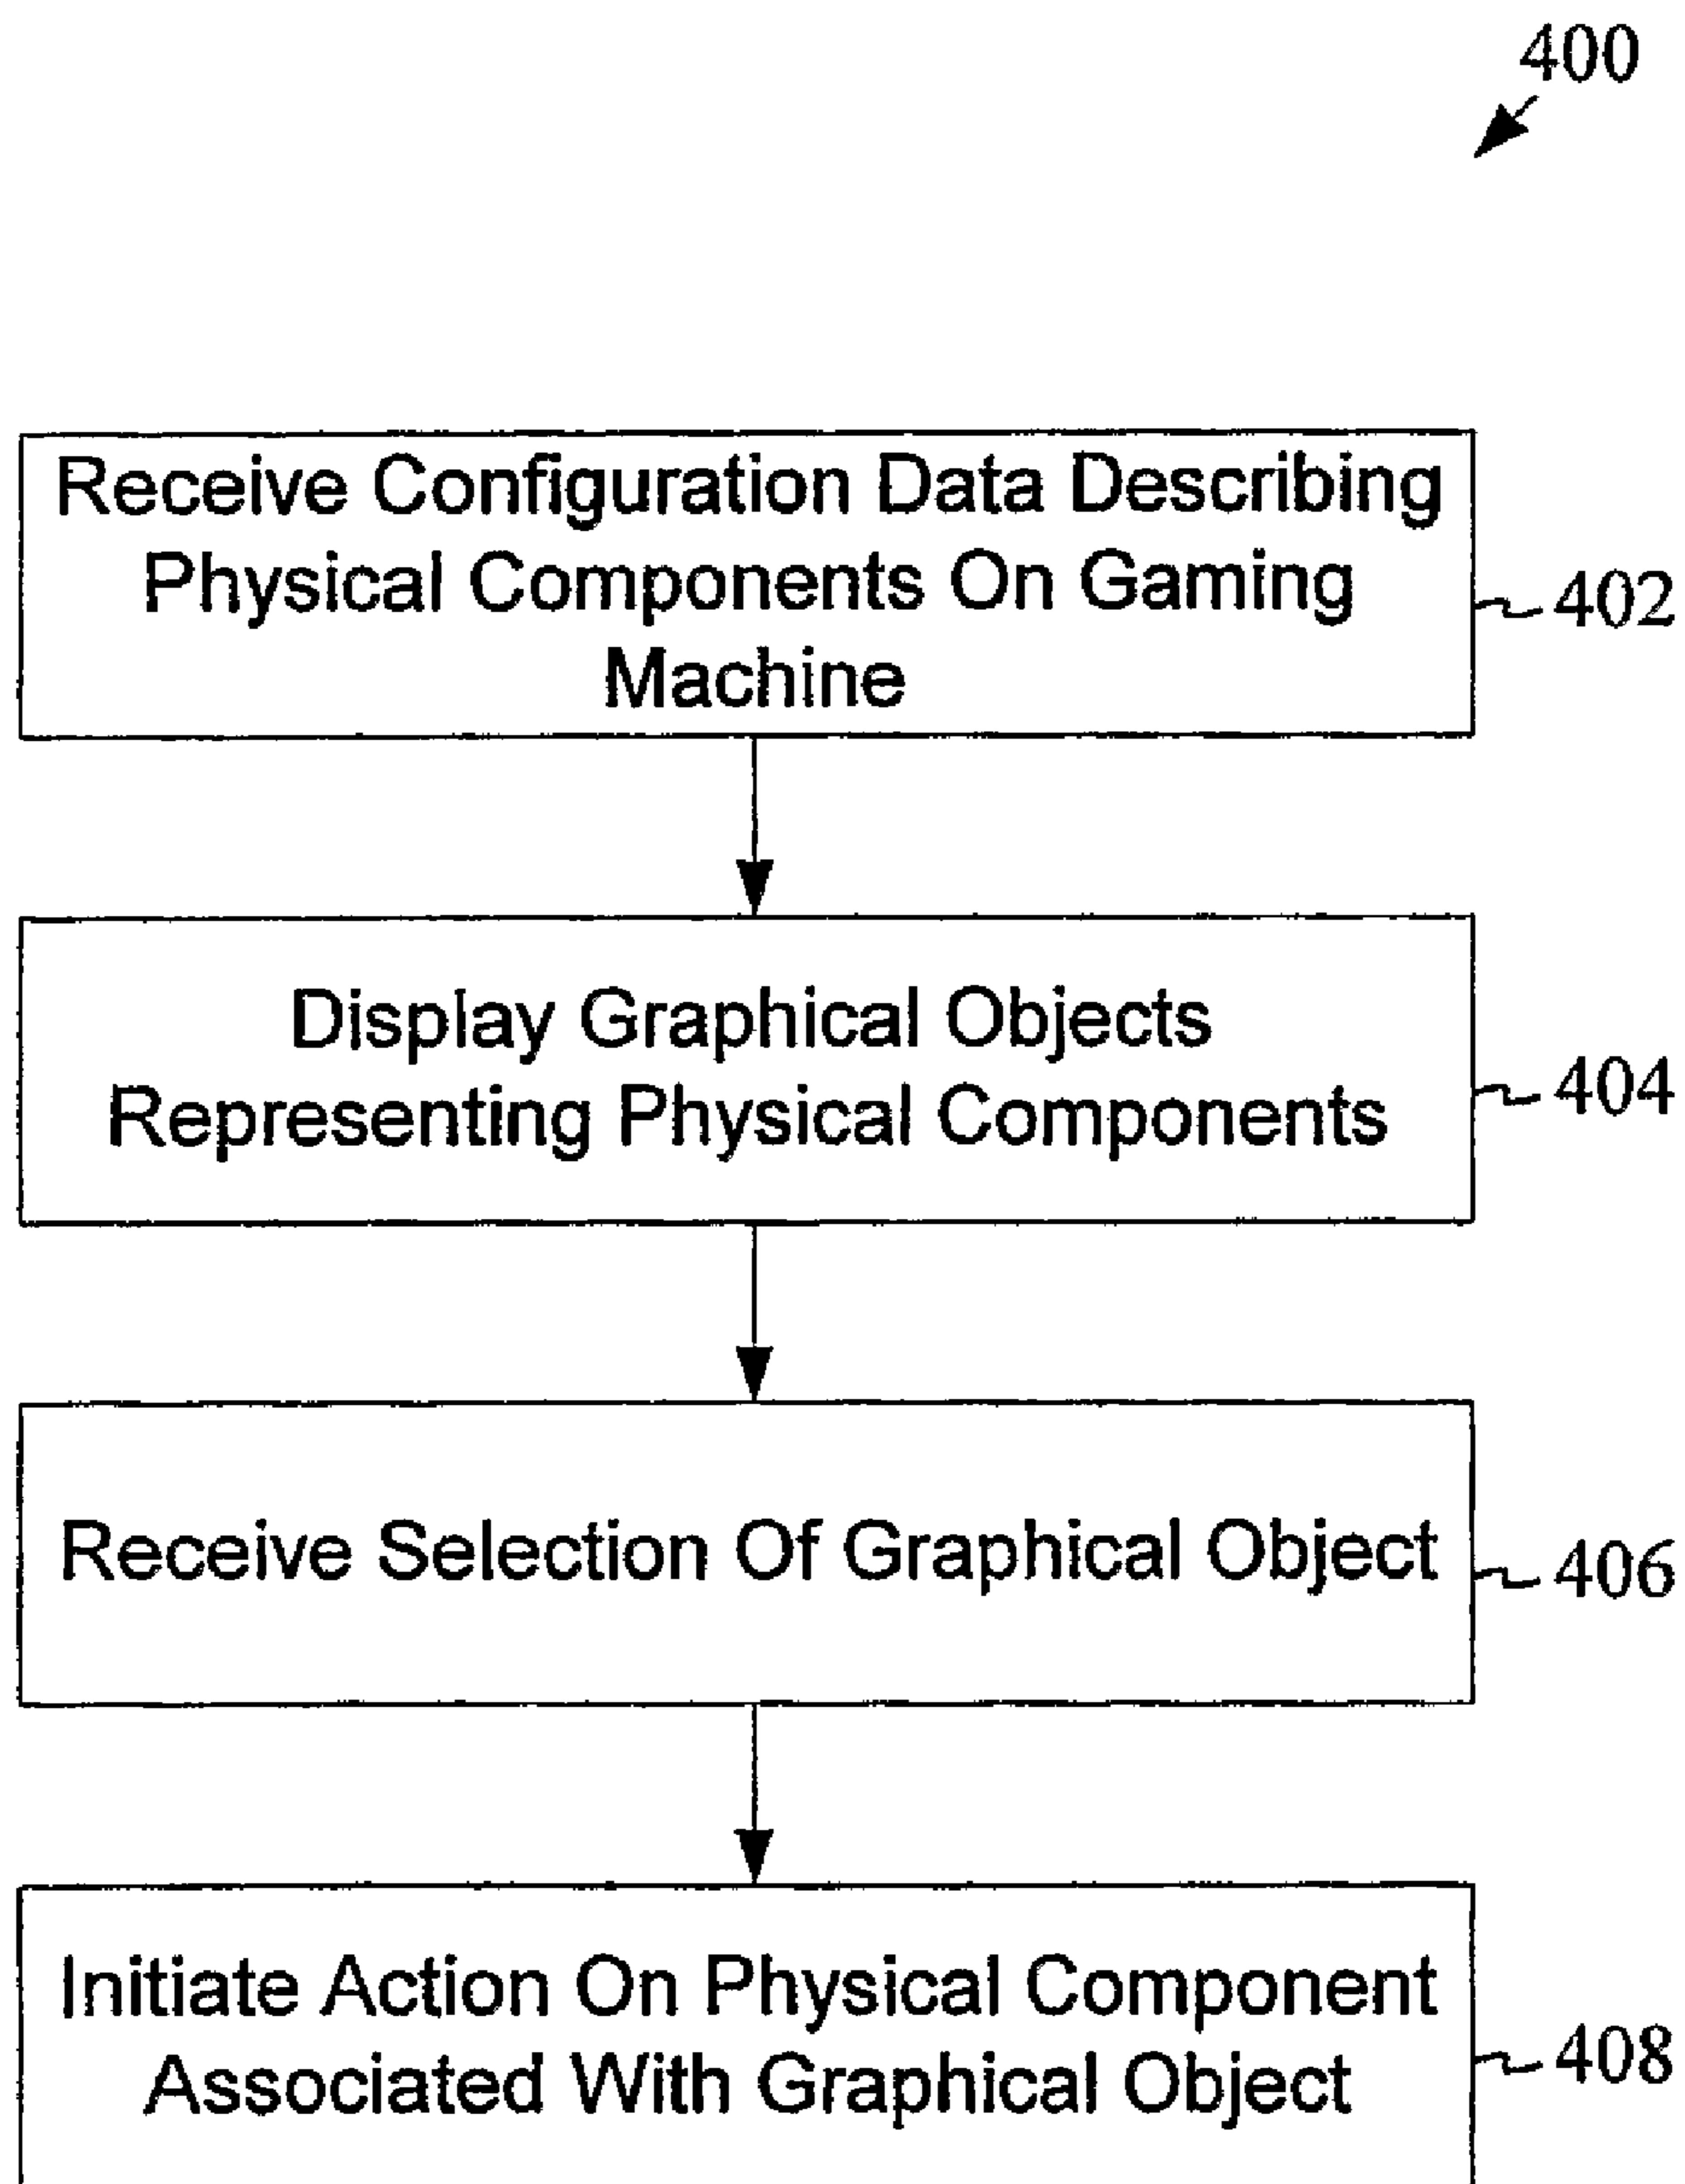 400
Receive Configuration Data Describing
Physical Components On Gaming
Machine
402
Display Graphical Objects
Representing Physical Components
404
Receive Selection Of Graphical Object
406
Initiate Action On Physical Component
Associated With Graphical Object
408